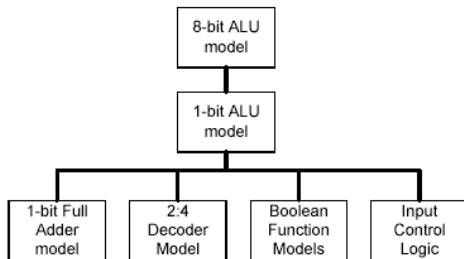 8-bit ALU
model
1-bit ALU
model
1-bit Full
Adder
model
2:4
Decoder
Model
Boolean
Function
Models
Input
Control
Logic